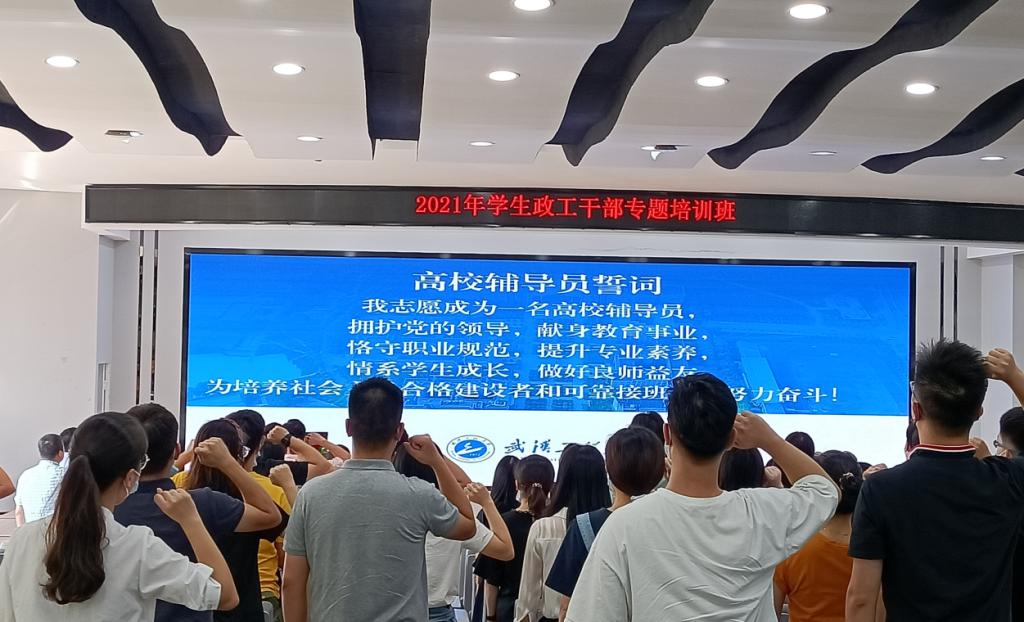 2021年学生政工干部专题培训班
高校辅导员誓词
我志愿成为一名高校辅导员,
拥护党的领导, 献身教育事业,
恪守职业规范, 提升专业素养,
情系学生成长, 做好良师益友
为培养社会 合格建设者和可靠接班 努力奋斗!
武汉工